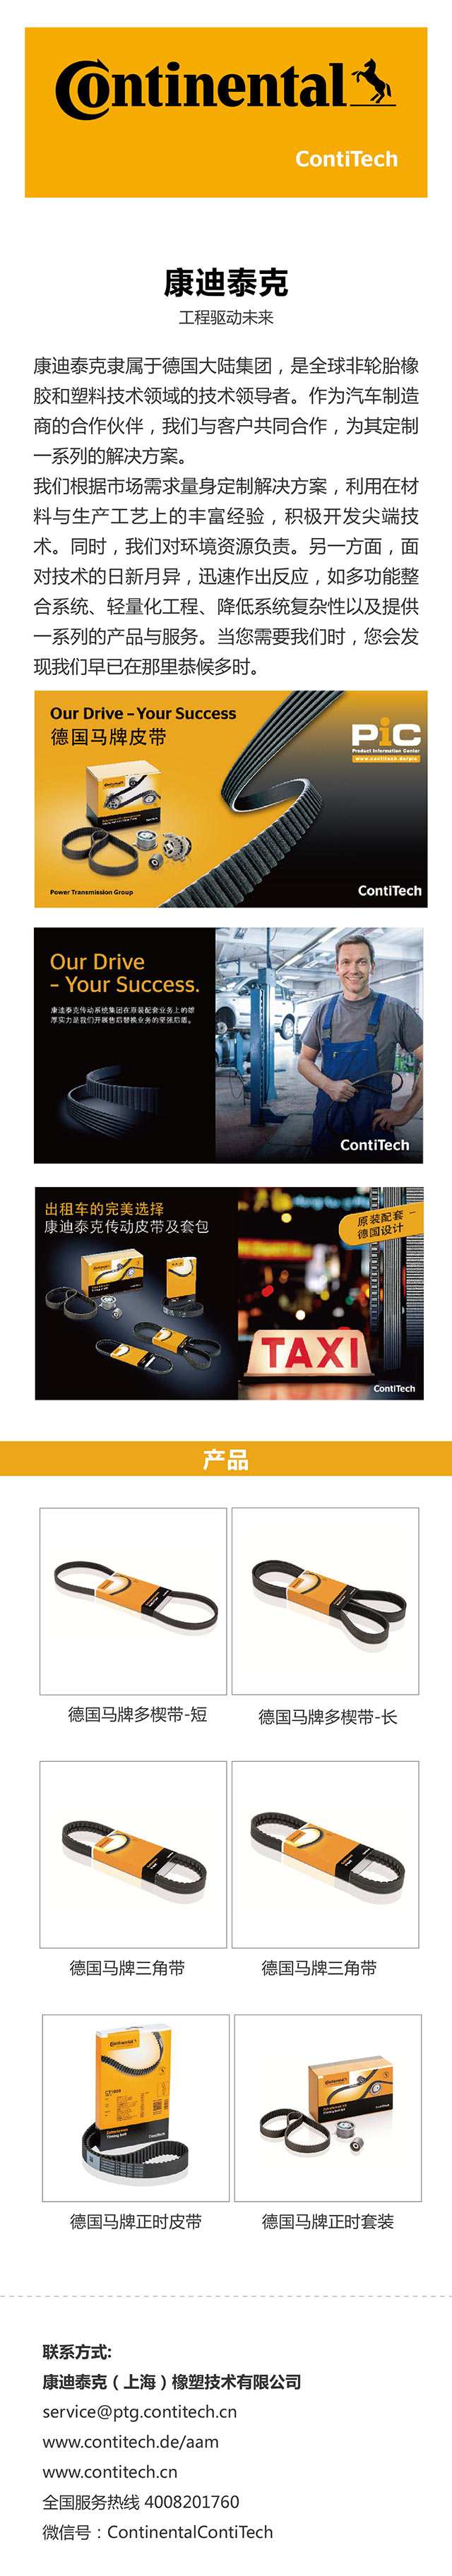 Continental
ContiTech
康迪泰克
工程驱动未来
康迪泰克隶属于德国大陆集团，是全球非轮胎橡
胶和塑料技术领域的技术领导者。作为汽车制造
商的合作伙伴，我们与客户共同合作，为其定制
一系列的解决方案。
我们根据市场需求量身定制解决方案，利用在材
料与生产工艺上的丰富经验，积极开发尖端技
术。同时，我们对环境资源负责。另一方面，面
对技术的日新月异，迅速作出反应，如多功能整
合系统、轻量化工程、降低系统复杂性以及提供
一系列的产品与服务。当您需要我们时，您会发
现我们早已在那里恭候多时。
Our Drive – Your Success
德国马牌皮带
PiC
Product Information Center
www.contitech.de/pic
Power Transmission Group
ContiTech
Our Drive
– Your Success.
康迪泰克传动系统集团在原装配套业务上的雄
厚实力是我们开展售后替换业务的坚强后盾。
ContiTech
出租车的完美选择
康迪泰克传动皮带及套包
原装配套 –
德国设计
TAXI
ContiTech
产品
德国马牌多楔带-短
德国马牌多楔带-长
德国马牌三角带
德国马牌三角带
Continental
Zahnriemen
Timing belt
ContiTech
德国马牌正时皮带
德国马牌正时套装
联系方式:
康迪泰克（上海）橡塑技术有限公司
service@ptg.contitech.cn
www.contitech.de/aam
www.contitech.cn
全国服务热线 4008201760
微信号：ContinentalContiTech